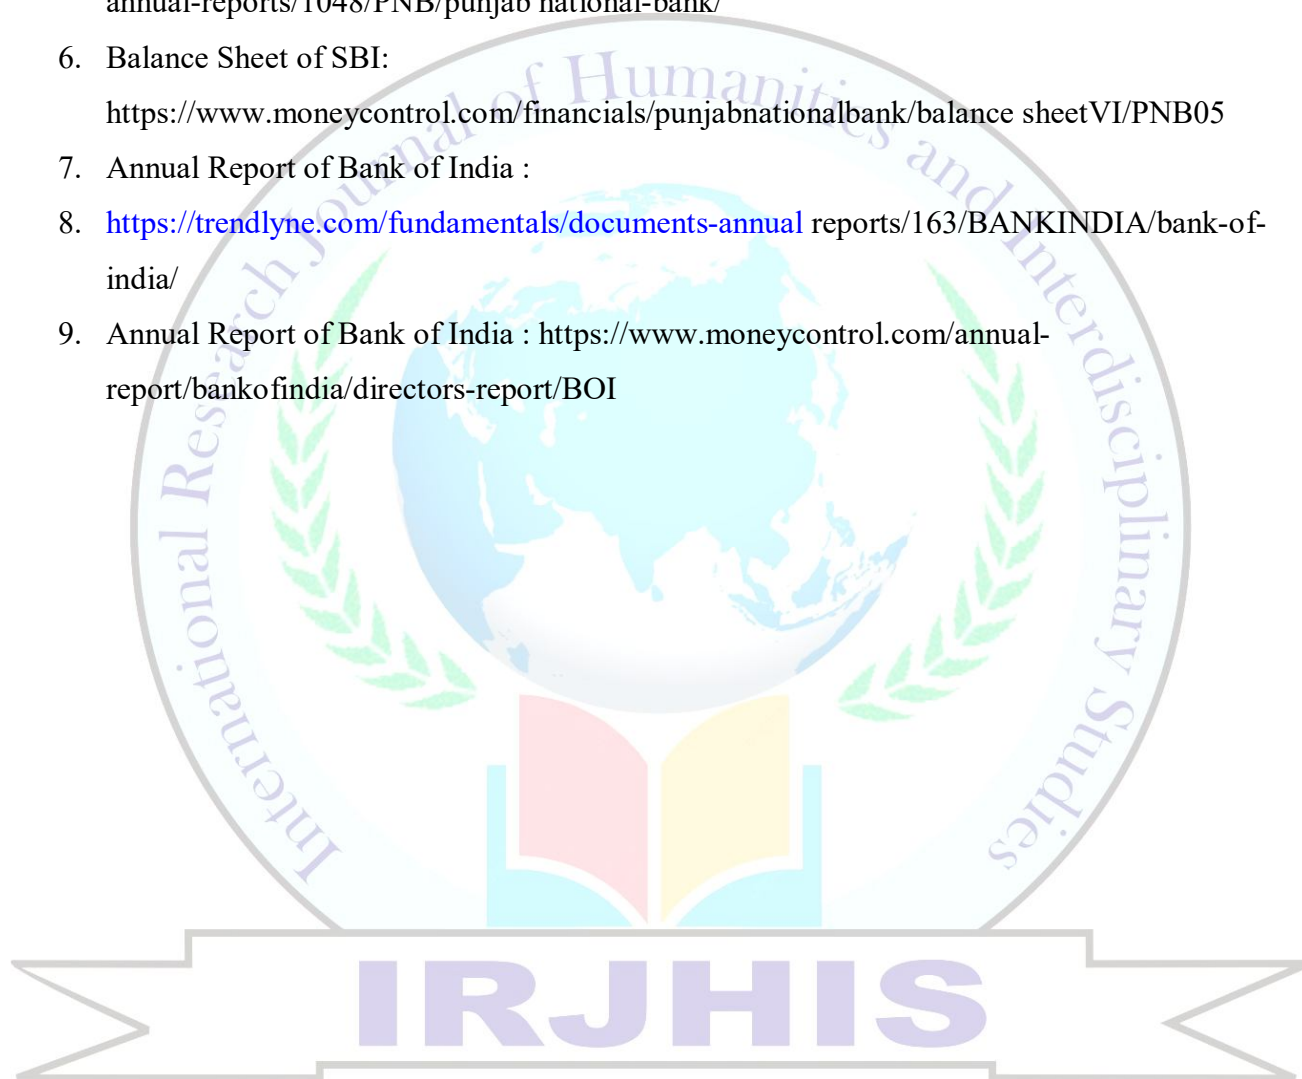 annual-reports/1048/PNB/punjab national-bank/
6. Balance Sheet of SBI:
https://www.moneycontrol.com/financials/punjabnationalbank/balance sheetVI/PNB05
7. Annual Report of Bank of India :
8. https://trendlyne.com/fundamentals/documents-annual reports/163/BANKINDIA/bank-of-
india/
9. Annual Report of Bank of India : https://www.moneycontrol.com/annual-
report/bankofindia/directors-report/BOI
International Research Journal of Humanities and Interdisciplinary Studies
IRJHIS